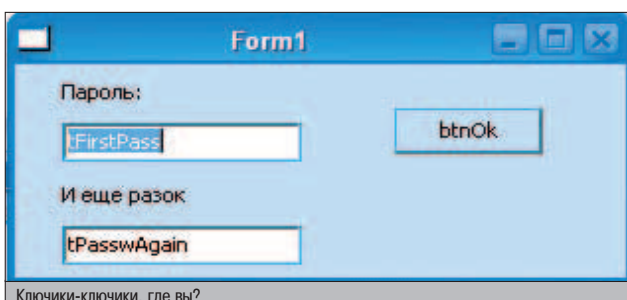 Form1
Пароль:
tFirstPass
btnOk
И еще разок
tPasswAgain
Ключики-ключики, где вы?